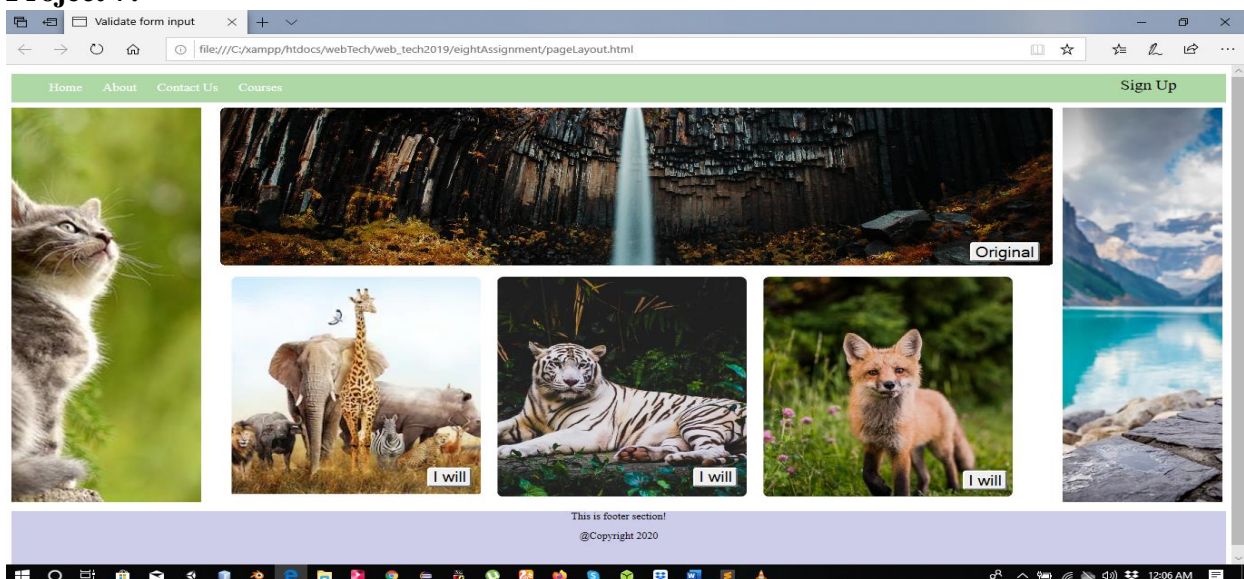 Validate form input
file:///C:/xampp/htdocs/webTech/web_tech2019/eightAssignment/pageLayout.html
Home About Contact Us Courses Sign Up
Original
I will I will I will
This is footer section!
@Copyright 2020
12:06 AM